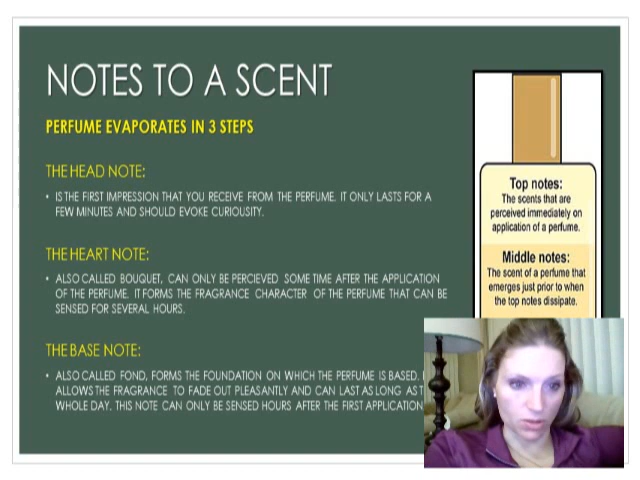 NOTES TO A SCENT
PERFUME EVAPORATES IN 3 STEPS
THE HEAD NOTE:
• IS THE FIRST IMPRESSION THAT YOU RECEIVE FROM THE PERFUME. IT ONLY LASTS FOR A
FEW MINUTES AND SHOULD EVOKE CURIOUSITY.
THE HEART NOTE:
• ALSO CALLED BOUQUET, CAN ONLY BE PERCIEVED SOME TIME AFTER THE APPLICATION
OF THE PERFUME. IT FORMS THE FRAGRANCE CHARACTER OF THE PERFUME THAT CAN BE
SENSED FOR SEVERAL HOURS.
THE BASE NOTE:
• ALSO CALLED FOND, FORMS THE FOUNDATION ON WHICH THE PERFUME IS BASED.
ALLOWS THE FRAGRANCE TO FADE OUT PLEASANTLY AND CAN LAST AS LONG AS
WHOLE DAY. THIS NOTE CAN ONLY BE SENSED HOURS AFTER THE FIRST APPLICATION
Top notes:
The scents that are
perceived immediately on
application of a perfume.
Middle notes:
The scent of a perfume that
emerges just prior to when
the top notes dissipate.